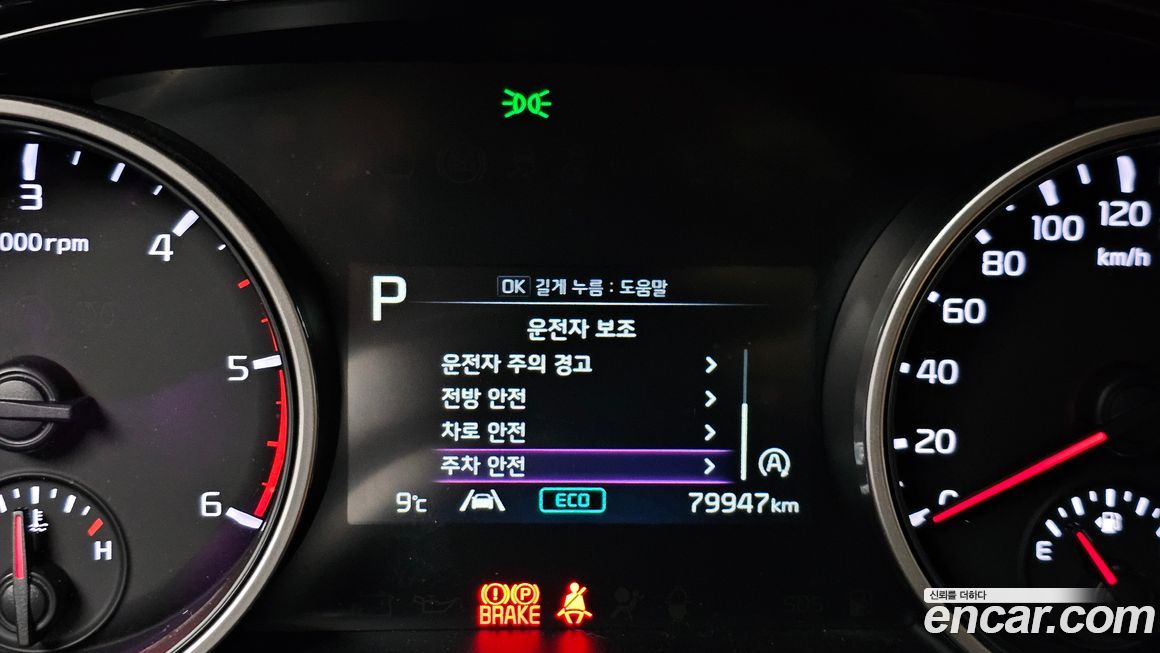 3
4
5
6
000rpm
H
P
OK 길게 누름 : 도움말
운전자 보조
운전자 주의 경고
전방 안전
차로 안전
주차 안전
A
9℃
ECO
79947km
P
BRAKE
120
100
80
km/h
60
40
20
E
신뢰를 더하다
encar.com